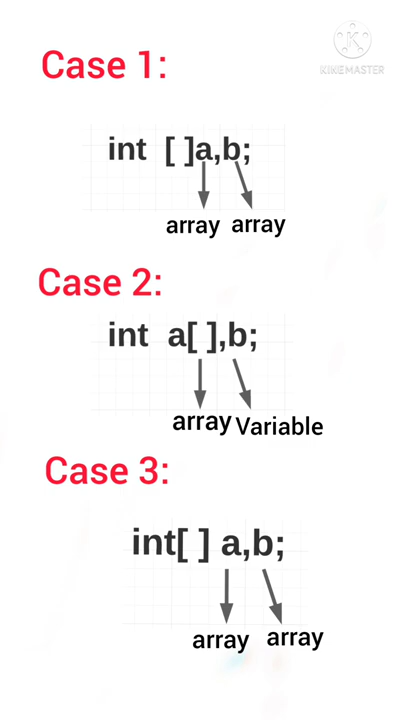 Case 1:
KINEMASTER
int [ ]a,b;
array array
Case 2:
int a[ ],b;
array Variable
Case 3:
int[ ] a,b;
array array